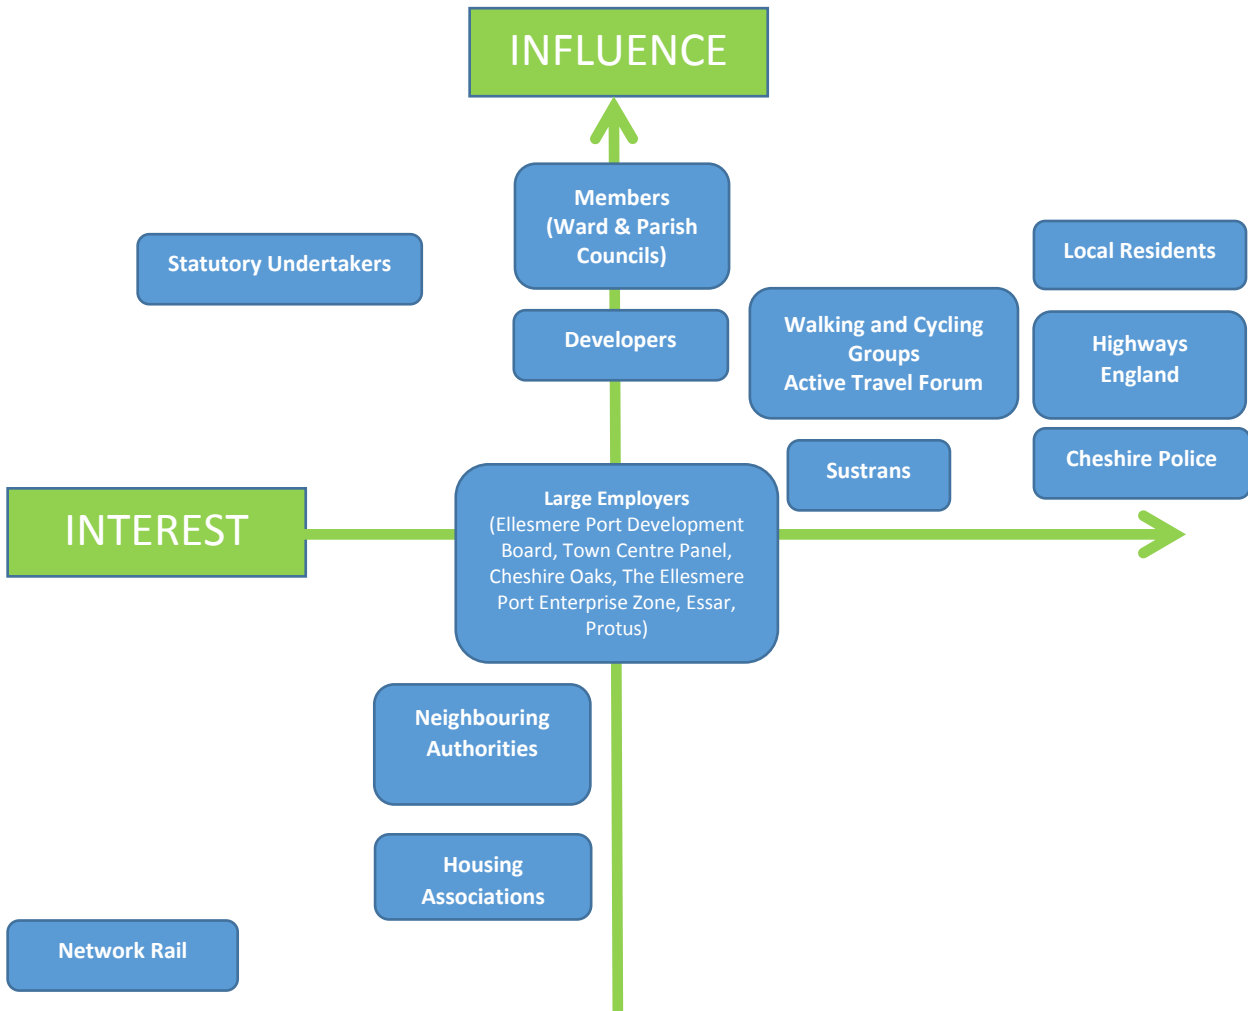 INFLUENCE
Members
(Ward & Parish
Councils)
Statutory Undertakers
Local Residents
Developers
Walking and Cycling
Groups
Active Travel Forum
Highways
England
Sustrans
Cheshire Police
INTEREST
Large Employers
(Ellesmere Port Development
Board, Town Centre Panel,
Cheshire Oaks, The Ellesmere
Port Enterprise Zone, Essar,
Protus)
Neighbouring
Authorities
Housing
Associations
Network Rail